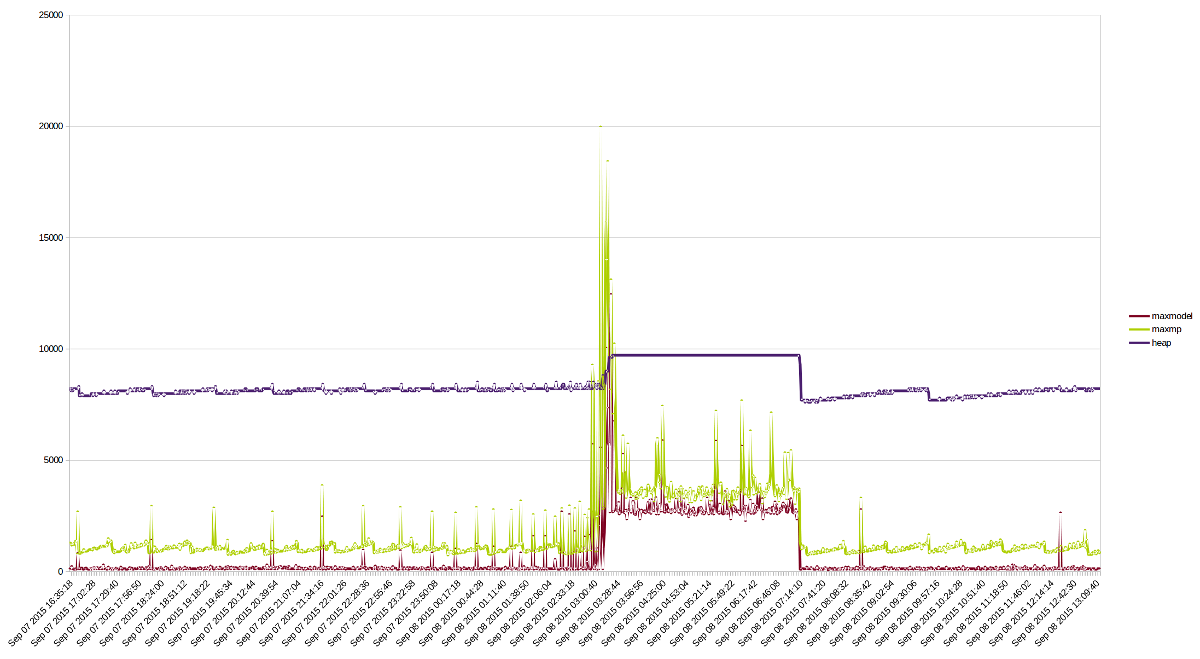 25000
20000
15000
10000
5000
0
maxmodel
maxmp
heap
Sep 07 2015 16:35:18
Sep 07 2015 17:02:28
Sep 07 2015 17:29:40
Sep 07 2015 17:56:50
Sep 07 2015 18:24:00
Sep 07 2015 18:51:12
Sep 07 2015 19:18:22
Sep 07 2015 19:45:34
Sep 07 2015 20:12:44
Sep 07 2015 20:39:54
Sep 07 2015 21:07:04
Sep 07 2015 21:34:16
Sep 07 2015 22:01:26
Sep 07 2015 22:28:36
Sep 07 2015 22:55:46
Sep 07 2015 23:22:58
Sep 07 2015 23:50:08
Sep 08 2015 00:17:18
Sep 08 2015 00:44:28
Sep 08 2015 01:11:40
Sep 08 2015 01:38:50
Sep 08 2015 02:06:04
Sep 08 2015 02:33:18
Sep 08 2015 03:00:40
Sep 08 2015 03:28:44
Sep 08 2015 03:56:56
Sep 08 2015 04:25:00
Sep 08 2015 04:53:04
Sep 08 2015 05:21:14
Sep 08 2015 05:49:22
Sep 08 2015 06:17:42
Sep 08 2015 06:46:08
Sep 08 2015 07:14:10
Sep 08 2015 07:41:20
Sep 08 2015 08:08:32
Sep 08 2015 08:35:42
Sep 08 2015 09:02:54
Sep 08 2015 09:30:06
Sep 08 2015 09:57:16
Sep 08 2015 10:24:28
Sep 08 2015 10:51:40
Sep 08 2015 11:18:50
Sep 08 2015 11:46:02
Sep 08 2015 12:14:14
Sep 08 2015 12:42:30
Sep 08 2015 13:09:40